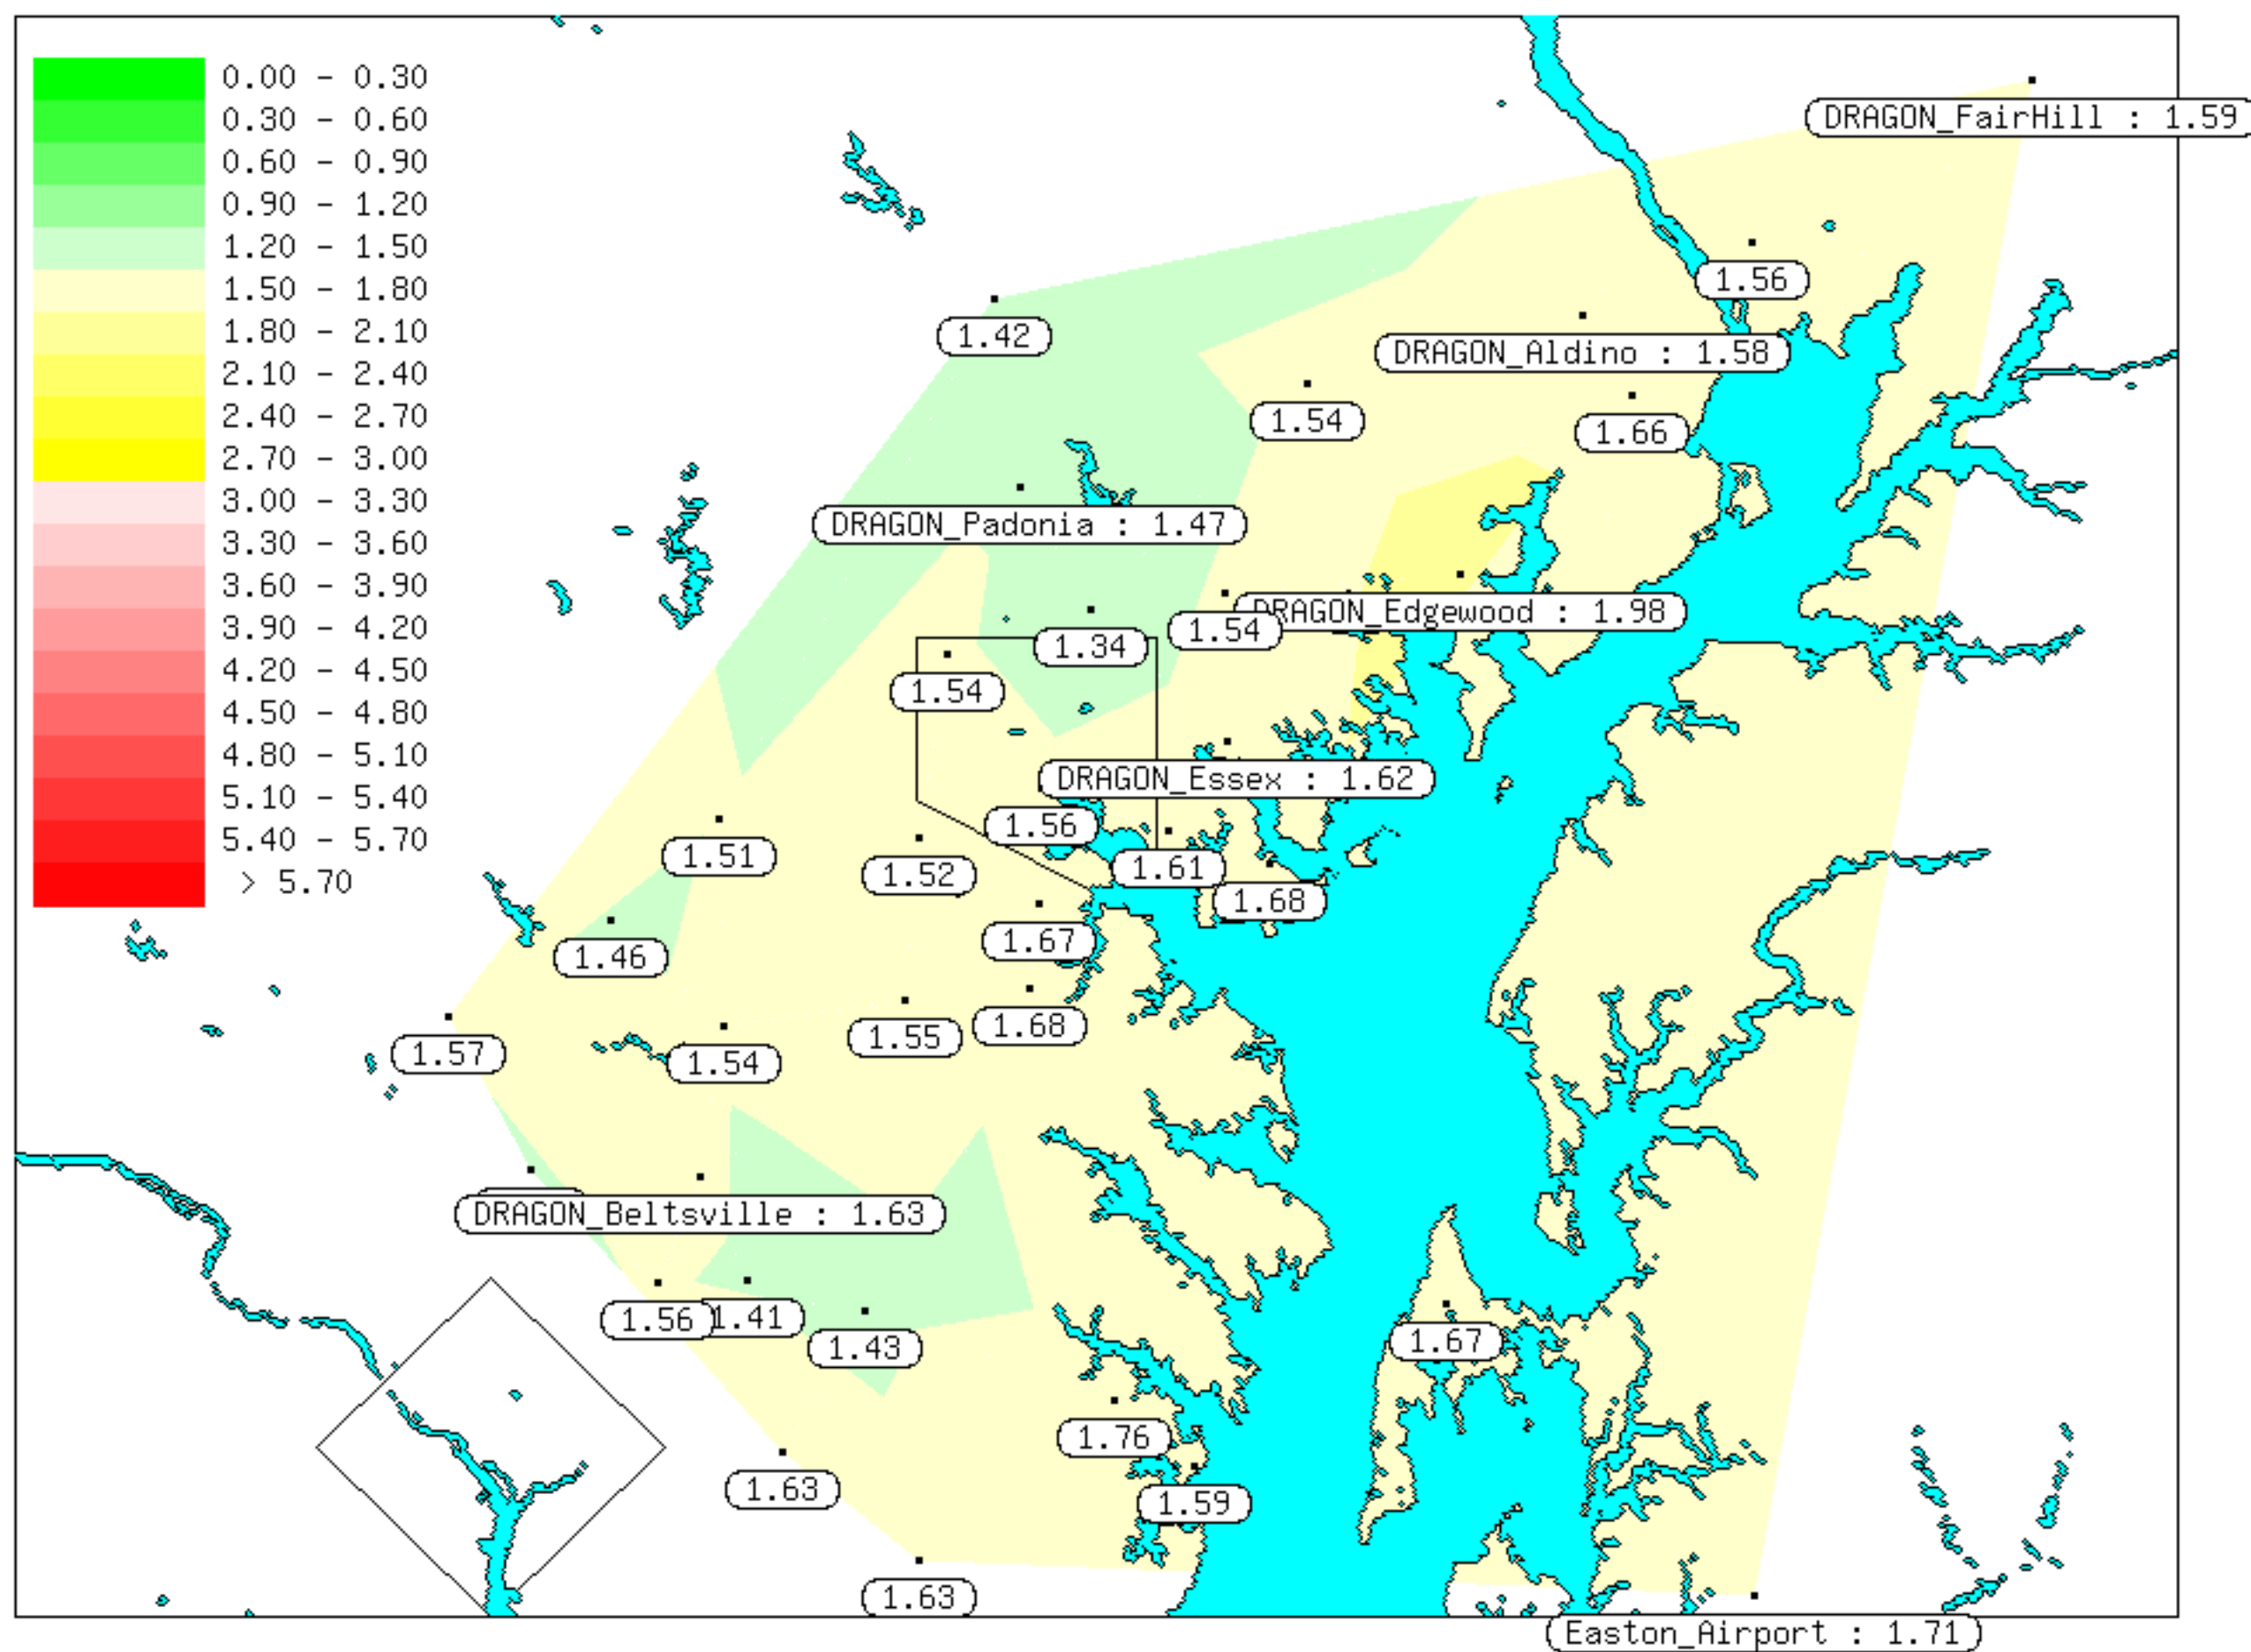 0.00 - 0.30
0.30 - 0.60
0.60 - 0.90
0.90 - 1.20
1.20 - 1.50
1.50 - 1.80
1.80 - 2.10
2.10 - 2.40
2.40 - 2.70
2.70 - 3.00
3.00 - 3.30
3.30 - 3.60
3.60 - 3.90
3.90 - 4.20
4.20 - 4.50
4.50 - 4.80
4.80 - 5.10
5.10 - 5.40
5.40 - 5.70
> 5.70
DRAGON_FairHill : 1.59
1.56
1.42
DRAGON_Aldino : 1.58
1.54
1.66
DRAGON_Padonia : 1.47
DRAGON_Edgewood : 1.98
1.54
1.34
1.54
DRAGON_Essex : 1.62
1.56
1.51
1.52
1.61
1.68
1.67
1.46
1.68
1.55
1.57
1.54
DRAGON_Beltsville : 1.63
1.56
1.41
1.43
1.67
1.76
1.63
1.59
1.63
Easton_Airport : 1.71